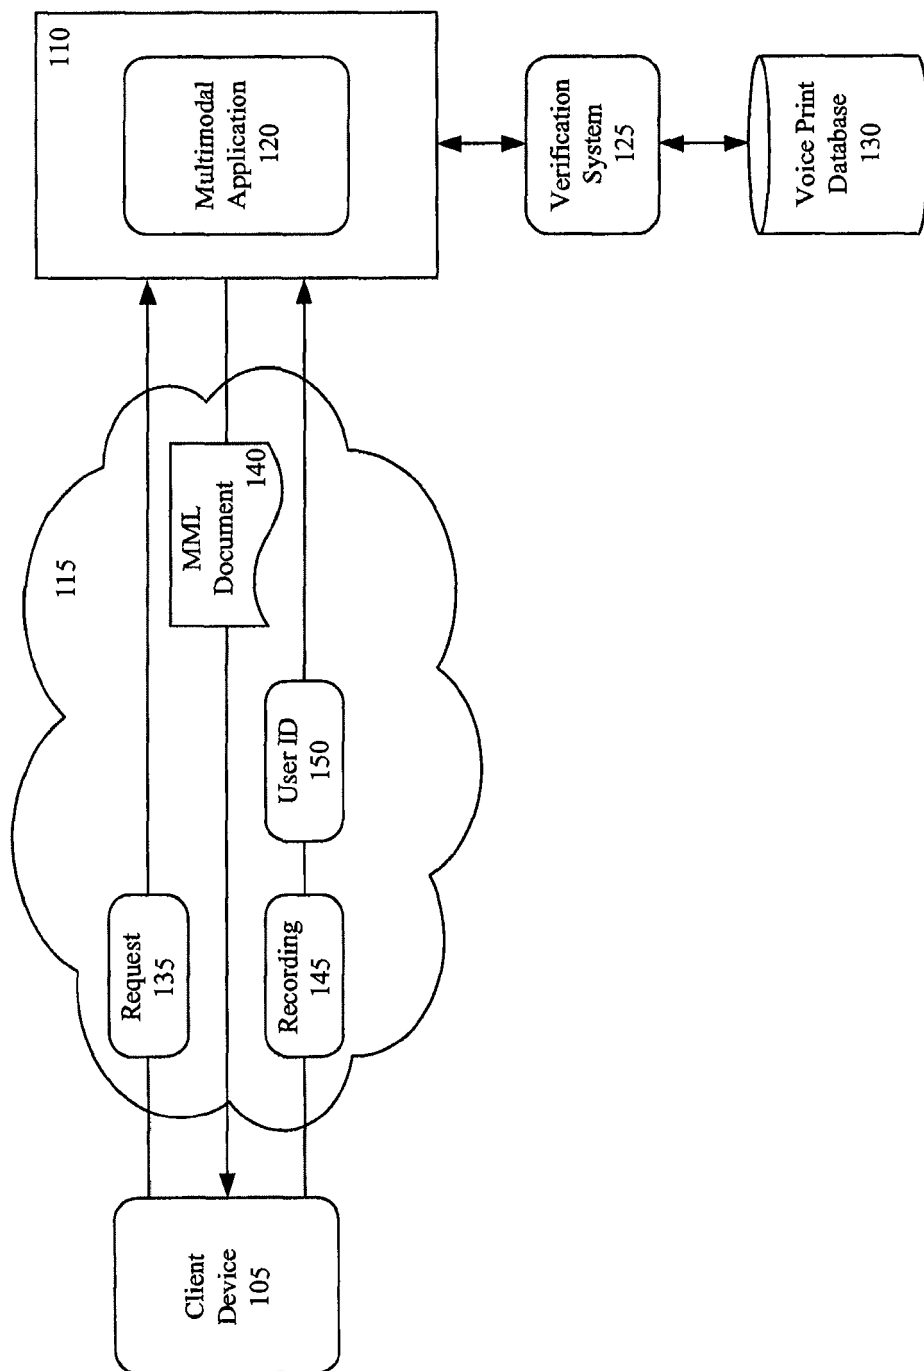 Client
Device
105
Request
135
Recording
145
User ID
150
115
MML
Document
140
110
Multimodal
Application
120
Verification
System
125
Voice Print
Database
130